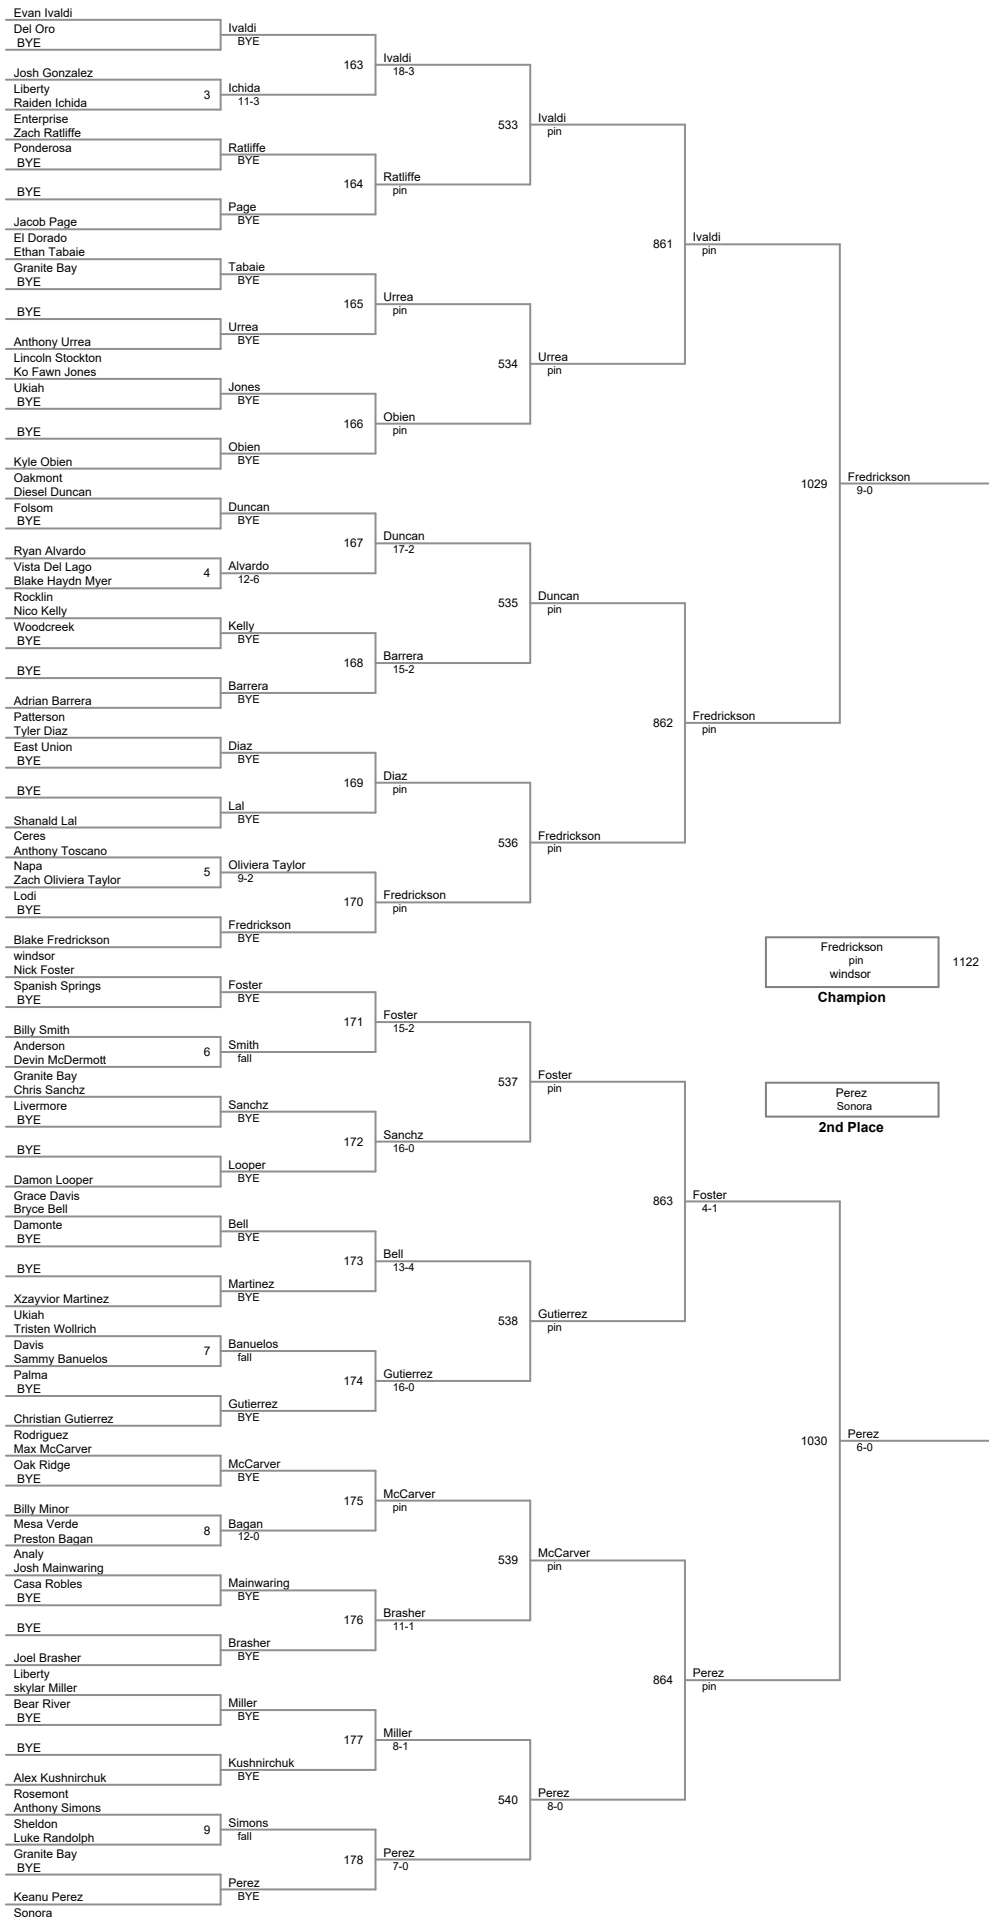 Evan Ivaldi
Del Oro
BYE
Ivaldi
BYE
163
Ivaldi
18-3
Josh Gonzalez
Liberty
3
Raiden Ichida
Enterprise
Ichida
11-3
533
Ivaldi
pin
Zach Ratliffe
Ponderosa
BYE
Ratliffe
BYE
164
Ratliffe
pin
BYE
Jacob Page
El Dorado
Page
BYE
861
Ivaldi
pin
Ethan Tabaie
Granite Bay
BYE
Tabaie
BYE
165
Urrea
pin
BYE
Anthony Urrea
Lincoln Stockton
Urrea
BYE
534
Urrea
pin
Ko Fawn Jones
Ukiah
BYE
Jones
BYE
166
Obien
pin
BYE
Kyle Obien
Oakmont
Obien
BYE
1029
Fredrickson
9-0
Diesel Duncan
Folsom
BYE
Duncan
BYE
167
Duncan
17-2
Ryan Alvardo
Vista Del Lago
4
Blake Haydn Myer
Rocklin
Alvardo
12-6
535
Duncan
pin
Nico Kelly
Woodcreek
BYE
Kelly
BYE
168
Barrera
15-2
BYE
Adrian Barrera
Patterson
Barrera
BYE
862
Fredrickson
pin
Tyler Diaz
East Union
BYE
Diaz
BYE
169
Diaz
pin
BYE
Shanald Lal
Ceres
Lal
BYE
536
Fredrickson
pin
Anthony Toscano
Napa
5
Zach Oliviera Taylor
Lodi
Oliviera Taylor
9-2
170
Fredrickson
pin
BYE
Blake Fredrickson
windsor
Fredrickson
BYE
Fredrickson
pin
windsor
1122
Champion
Nick Foster
Spanish Springs
BYE
Foster
BYE
171
Foster
15-2
Billy Smith
Anderson
6
Devin McDermott
Granite Bay
Smith
fall
537
Foster
pin
Perez
Sonora
2nd Place
Chris Sanchz
Livermore
BYE
Sanchz
BYE
172
Sanchz
16-0
BYE
Damon Looper
Grace Davis
Looper
BYE
863
Foster
4-1
Bryce Bell
Damonte
BYE
Bell
BYE
173
Bell
13-4
BYE
Xzayvior Martinez
Ukiah
Martinez
BYE
538
Gutierrez
pin
Tristen Wollrich
Davis
7
Sammy Banuelos
Palma
Banuelos
fall
174
Gutierrez
16-0
BYE
Christian Gutierrez
Rodriguez
Gutierrez
BYE
1030
Perez
6-0
Max McCarver
Oak Ridge
BYE
McCarver
BYE
175
McCarver
pin
Billy Minor
Mesa Verde
8
Preston Bagan
Analy
Bagan
12-0
539
McCarver
pin
Josh Mainwaring
Casa Robles
BYE
Mainwaring
BYE
176
Brasher
11-1
BYE
Joel Brasher
Liberty
Brasher
BYE
864
Perez
pin
skylar Miller
Bear River
BYE
Miller
BYE
177
Miller
8-1
BYE
Alex Kushnirchuk
Rosemont
Kushnirchuk
BYE
540
Perez
8-0
Anthony Simons
Sheldon
9
Luke Randolph
Granite Bay
Simons
fall
178
Perez
7-0
BYE
Keanu Perez
Sonora
Perez
BYE